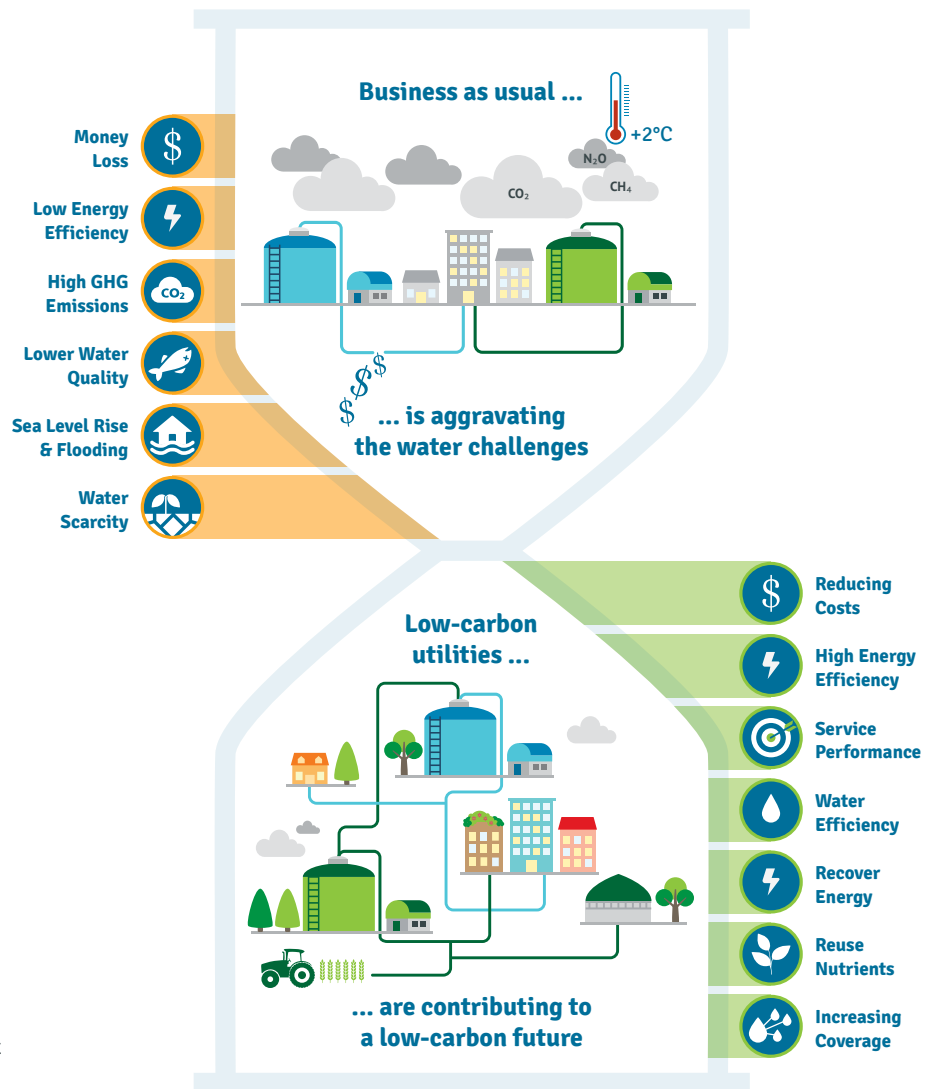 Business as usual ...
+2°C
N₂O
CH₄
CO₂
Money
Loss
$
Low Energy
Efficiency
High GHG
Emissions
CO₂
Lower Water
Quality
Sea Level Rise
& Flooding
Water
Scarcity
$
$
$
... is aggravating
the water challenges
Low-carbon
utilities ...
$
Reducing
Costs
High Energy
Efficiency
Service
Performance
Water
Efficiency
Recover
Energy
Reuse
Nutrients
Increasing
Coverage
... are contributing to
a low-carbon future